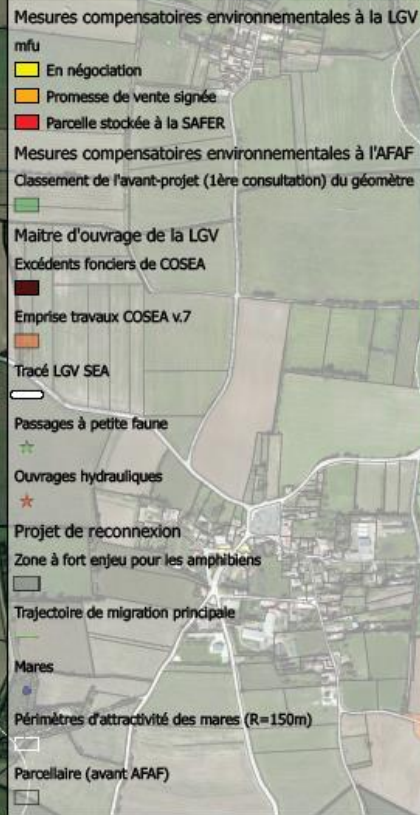 Mesures compensatoires environnementales à la LGV
mfu
En négociation
Promesse de vente signée
Parcelle stockée à la SAFER
Mesures compensatoires environnementales à l'AFAF
Classement de l'avant-projet (1ère consultation) du géomètre
Maitre d'ouvrage de la LGV
Excédents fonciers de COSEA
Emprise travaux COSEA v.7
Tracé LGV SEA
Passages à petite faune
Ouvrages hydrauliques
Projet de reconnexion
Zone à fort enjeu pour les amphibiens
Trajectoire de migration principale
Mares
Périmètres d'attractivité des mares (R=150m)
Parcellaire (avant AFAF)